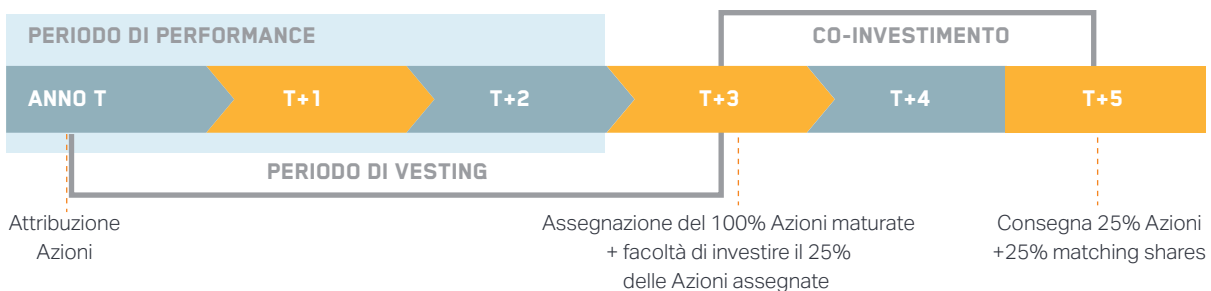 PERIODO DI PERFORMANCE
CO-INVESTIMENTO
ANNO T
T+1
T+2
T+3
T+4
T+5
PERIODO DI VESTING
Attribuzione
Azioni
Assegnazione del 100% Azioni maturate
+ facoltà di investire il 25%
delle Azioni assegnate
Consegna 25% Azioni
+25% matching shares